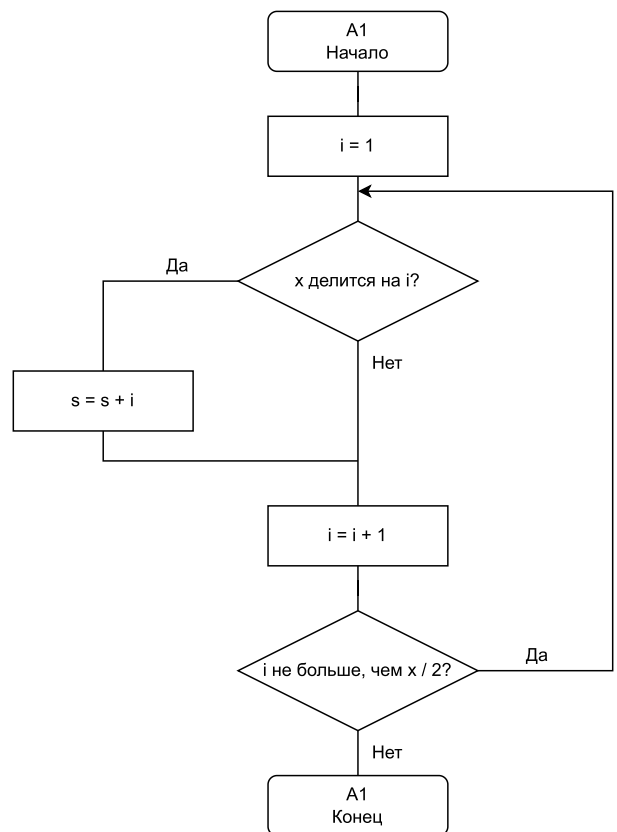 А1
Начало
i = 1
Да
x делится на i?
Нет
s = s + i
i = i + 1
Да
i не больше, чем x / 2?
Нет
А1
Конец